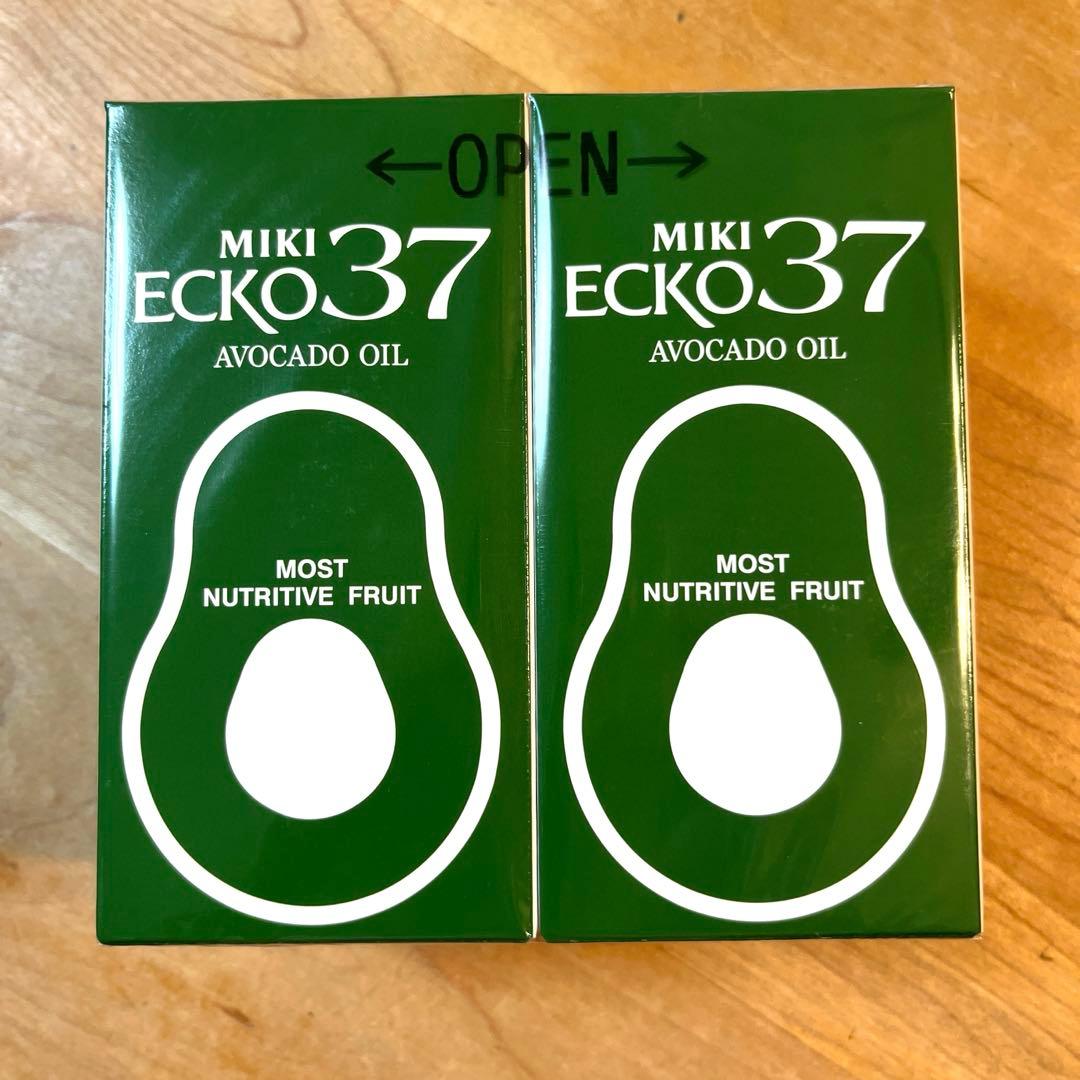 ←OPEN→
MIKI
ECKO37
AVOCADO OIL
MOST
NUTRITIVE FRUIT
MIKI
ECKO37
AVOCADO OIL
MOST
NUTRITIVE FRUIT